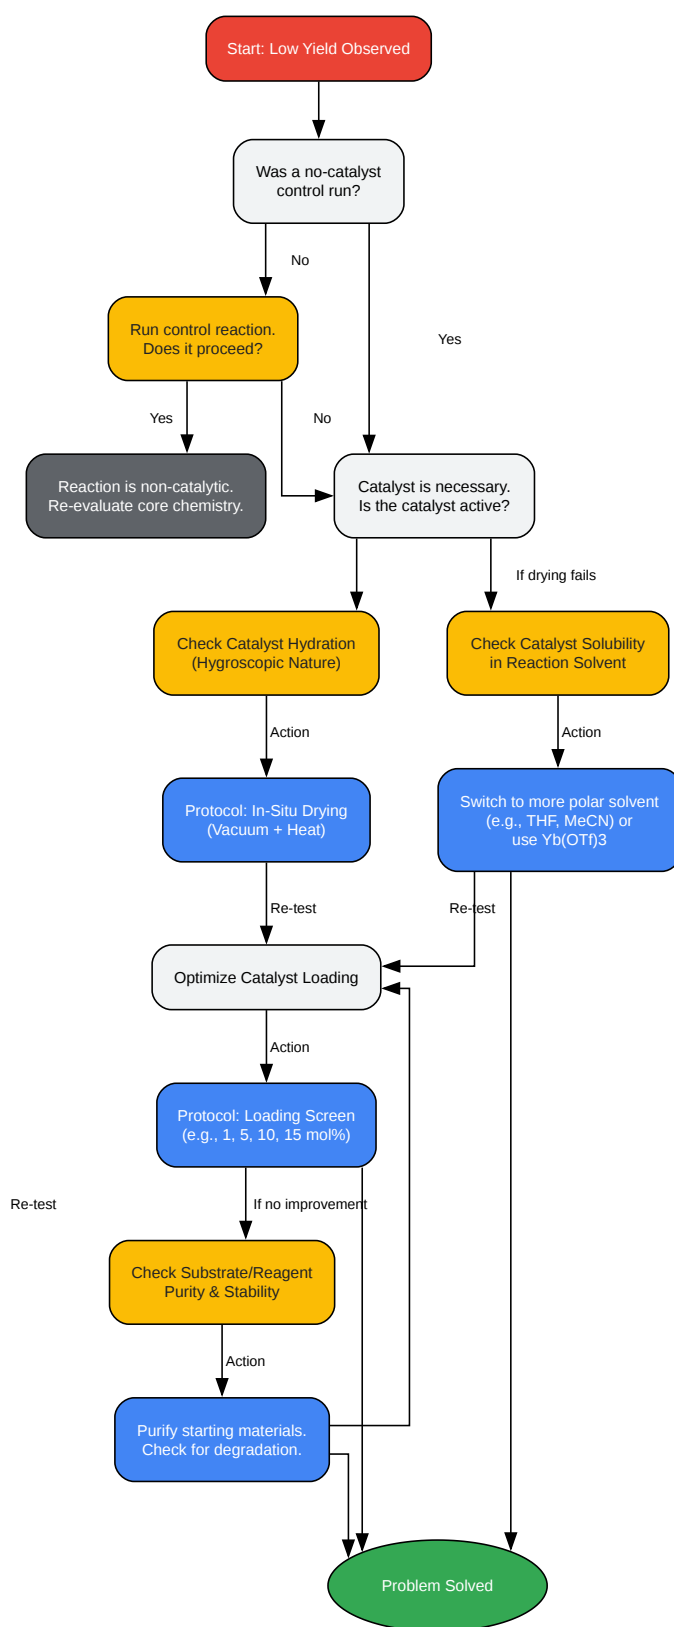 Start: Low Yield Observed
Was a no-catalyst
control run?
No
Yes
Run control reaction.
Does it proceed?
Yes
No
Reaction is non-catalytic.
Re-evaluate core chemistry.
Catalyst is necessary.
Is the catalyst active?
If drying fails
Check Catalyst Hydration
(Hygroscopic Nature)
Check Catalyst Solubility
in Reaction Solvent
Action
Action
Protocol: In-Situ Drying
(Vacuum + Heat)
Switch to more polar solvent
(e.g., THF, MeCN) or
use Yb(OTf)3
Re-test
Re-test
Optimize Catalyst Loading
Action
Protocol: Loading Screen
(e.g., 1, 5, 10, 15 mol%)
Re-test
If no improvement
Check Substrate/Reagent
Purity & Stability
Action
Purify starting materials.
Check for degradation.
Problem Solved